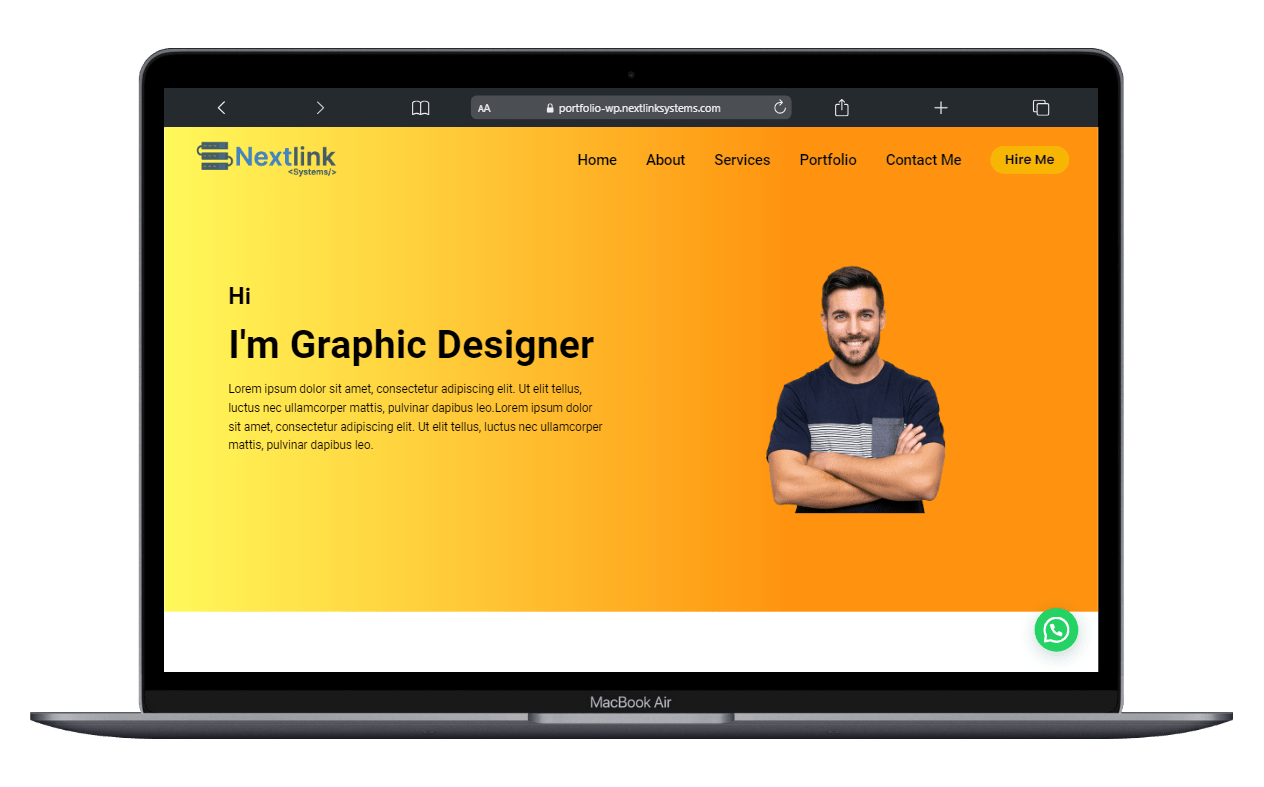 AA portfolio-wp.nextlinksystems.com
Nextlink
<Systems/>
Home About Services Portfolio Contact Me Hire Me
Hi
I'm Graphic Designer
Lorem ipsum dolor sit amet, consectetur adipiscing elit. Ut elit tellus,
luctus nec ullamcorper mattis, pulvinar dapibus leo.Lorem ipsum dolor
sit amet, consectetur adipiscing elit. Ut elit tellus, luctus nec ullamcorper
mattis, pulvinar dapibus leo.
MacBook Air